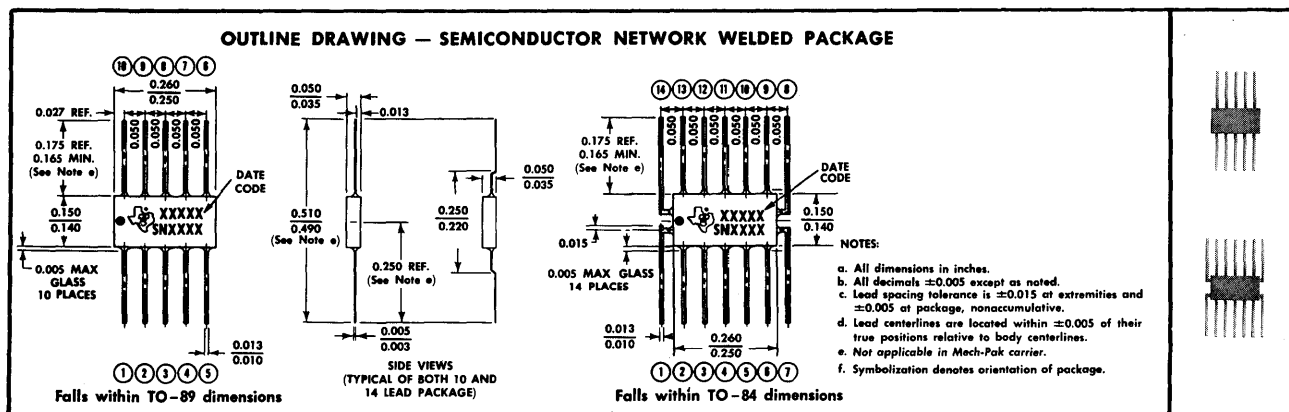 OUTLINE DRAWING — SEMICONDUCTOR NETWORK WELDED PACKAGE
10 9 8 7 6
0.260
0.250
0.027 REF.
0.050 0.050 0.050 0.050
0.175 REF.
0.165 MIN.
(See Note e)
DATE
CODE
0.150
0.140
XXXXX
SNXXXX
0.005 MAX
GLASS
10 PLACES
0.013
0.010
1 2 3 4 5
Falls within TO-89 dimensions
0.050
0.035
0.013
0.510
0.490
(See Note e)
0.250 REF.
(See Note e)
0.005
0.003
0.050
0.035
0.250
0.220
SIDE VIEWS
(TYPICAL OF BOTH 10 AND
14 LEAD PACKAGE)
14 13 12 11 10 9 8
0.050 0.050 0.050 0.050 0.050 0.050
0.175 REF.
0.165 MIN.
(See Note e)
DATE
CODE
XXXXX
SNXXXX
0.150
0.140
0.015
0.005 MAX GLASS
14 PLACES
0.013
0.010
0.260
0.250
1 2 3 4 5 6 7
Falls within TO-84 dimensions
NOTES:
a. All dimensions in inches.
b. All decimals ±0.005 except as noted.
c. Lead spacing tolerance is ±0.015 at extremities and
±0.005 at package, nonaccumulative.
d. Lead centerlines are located within ±0.005 of their
true positions relative to body centerlines.
e. Not applicable in Mech-Pak carrier.
f. Symbolization denotes orientation of package.